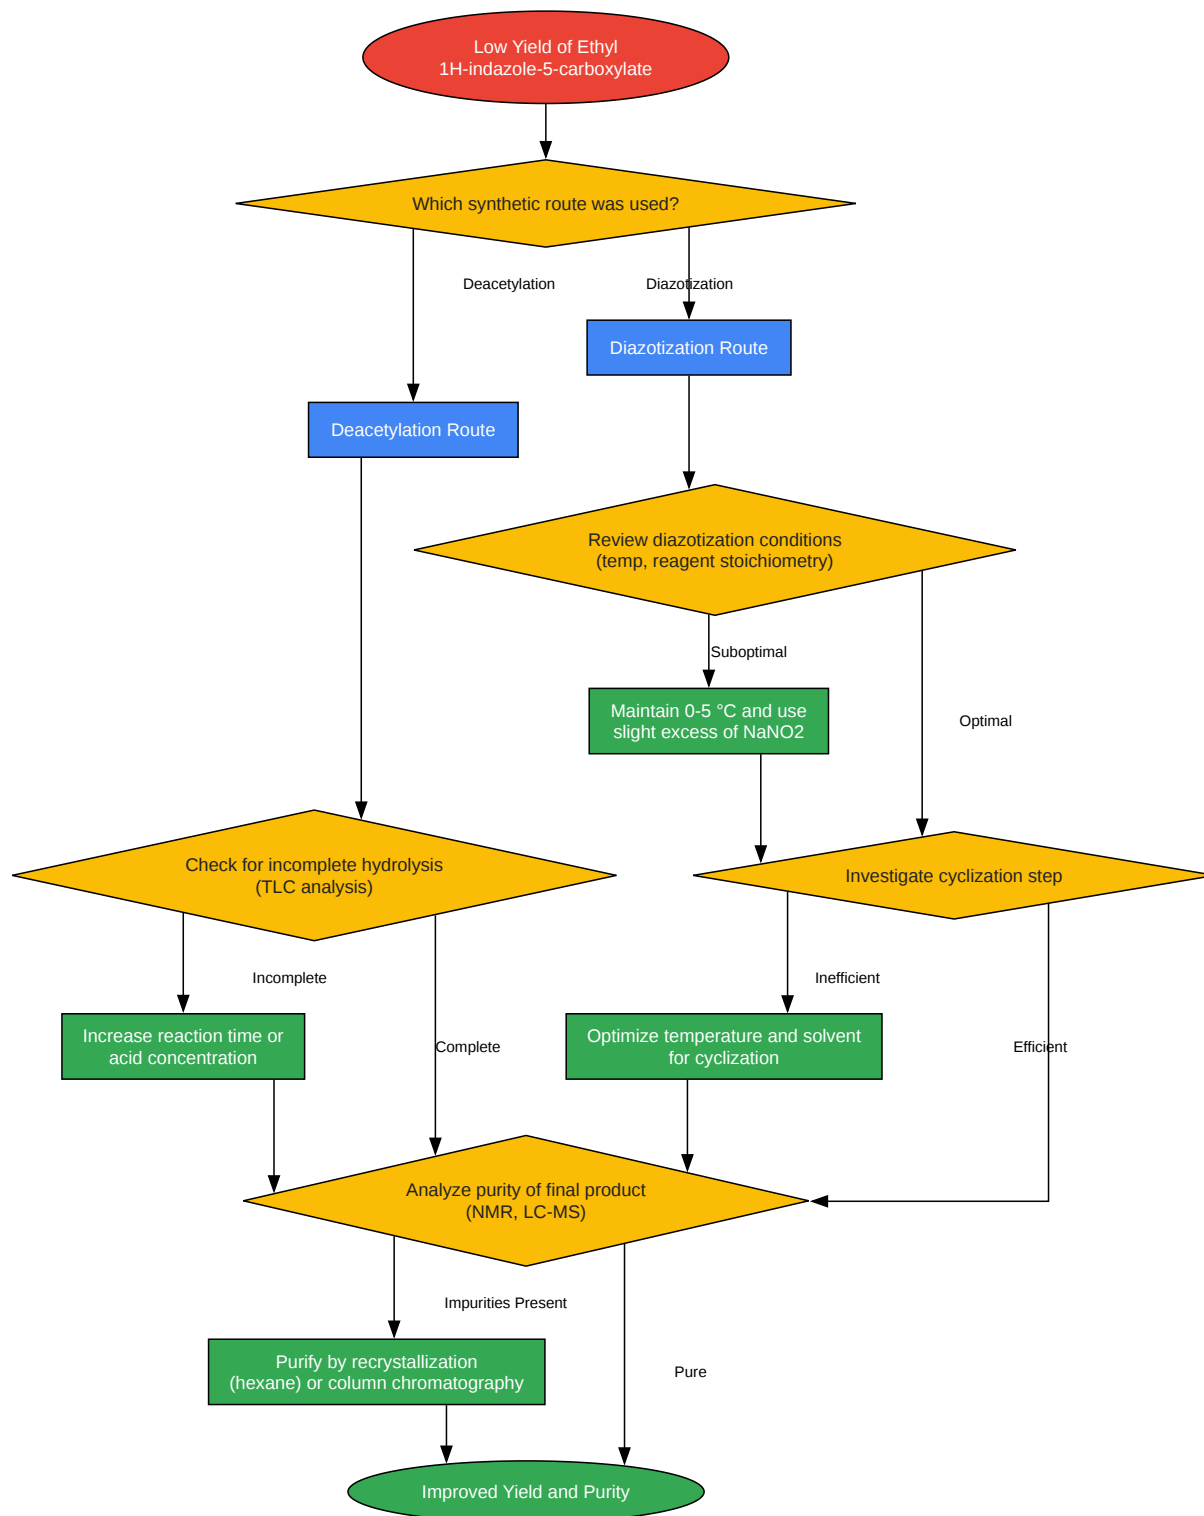 Low Yield of Ethyl
1H-indazole-5-carboxylate
Which synthetic route was used?
Deacetylation
Diazotization
Diazotization Route
Deacetylation Route
Review diazotization conditions
(temp, reagent stoichiometry)
Suboptimal
Maintain 0-5 °C and use
slight excess of NaNO2
Optimal
Check for incomplete hydrolysis
(TLC analysis)
Investigate cyclization step
Incomplete
Inefficient
Increase reaction time or
acid concentration
Complete
Optimize temperature and solvent
for cyclization
Efficient
Analyze purity of final product
(NMR, LC-MS)
Impurities Present
Purify by recrystallization
(hexane) or column chromatography
Pure
Improved Yield and Purity